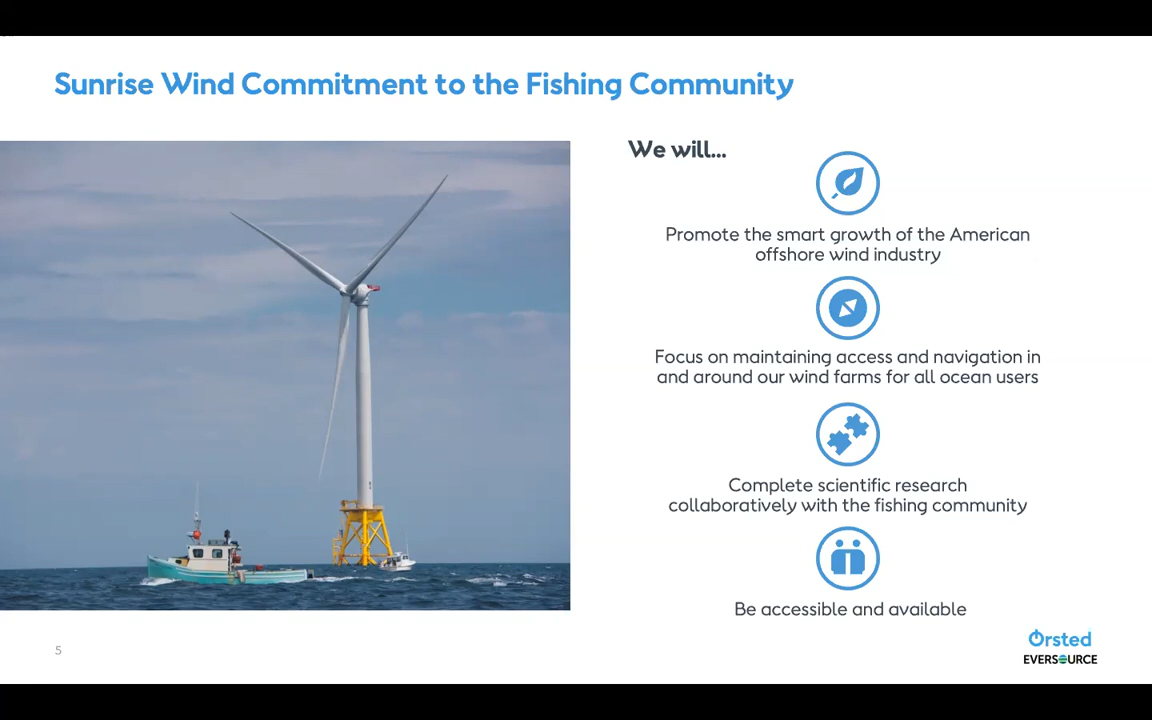 Sunrise Wind Commitment to the Fishing Community
We will...
Promote the smart growth of the American
offshore wind industry
Focus on maintaining access and navigation in
and around our wind farms for all ocean users
Complete scientific research
collaboratively with the fishing community
Be accessible and available
5
Ørsted
EVERSOURCE